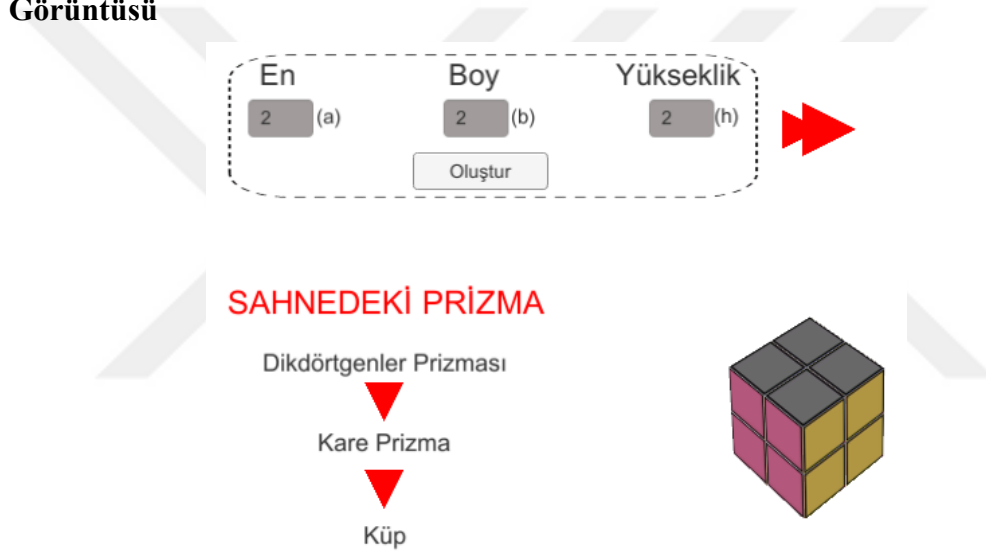 Görüntüsü
En Boy Yükseklik
2 (a) 2 (b) 2 (h)
Oluştur
SAHNEDEKİ PRİZMA
Dikdörtgenler Prizması
Kare Prizma
Küp